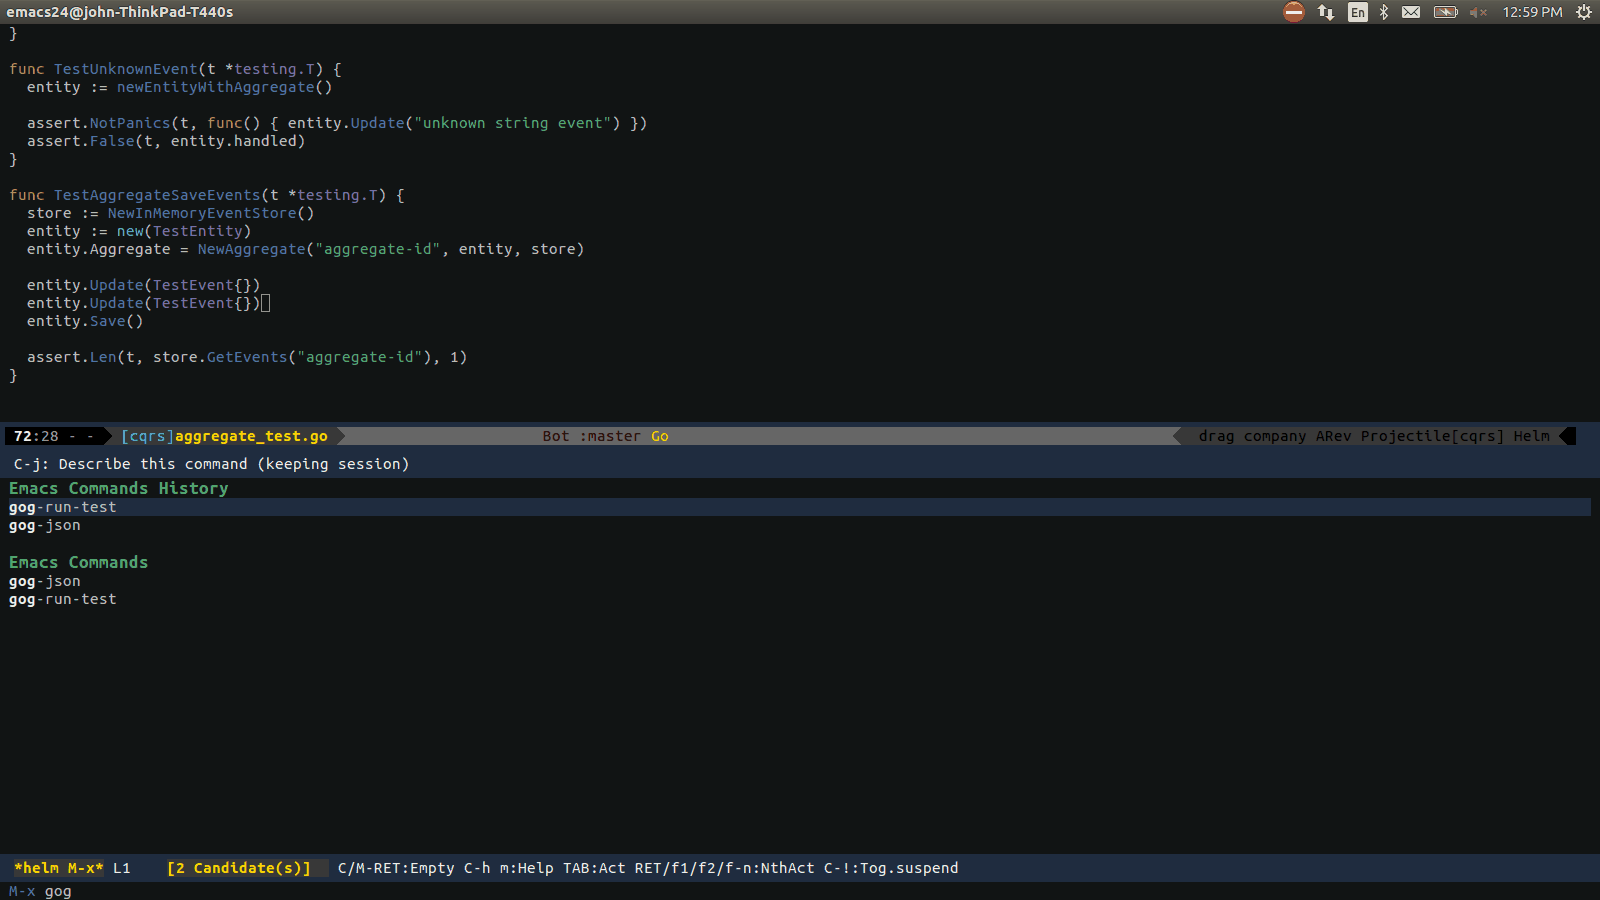 emacs24@john-ThinkPad-T440s En 12:59 PM
}
func TestUnknownEvent(t *testing.T) {
  entity := newEntityWithAggregate()
  assert.NotPanics(t, func() { entity.Update("unknown string event") })
  assert.False(t, entity.handled)
}
func TestAggregateSaveEvents(t *testing.T) {
  store := NewInMemoryEventStore()
  entity := new(TestEntity)
  entity.Aggregate = NewAggregate("aggregate-id", entity, store)
  entity.Update(TestEvent{})
  entity.Update(TestEvent{})
  entity.Save()
  assert.Len(t, store.GetEvents("aggregate-id"), 1)
}
72:28 - - [cqrs]aggregate_test.go Bot :master Go drag company ARev Projectile[cqrs] Helm
C-j: Describe this command (keeping session)
Emacs Commands History
gog-run-test
gog-json
Emacs Commands
gog-json
gog-run-test
*helm M-x* L1 [2 Candidate(s)] C/M-RET:Empty C-h m:Help TAB:Act RET/f1/f2/f-n:NthAct C-!:Tog.suspend
M-x gog